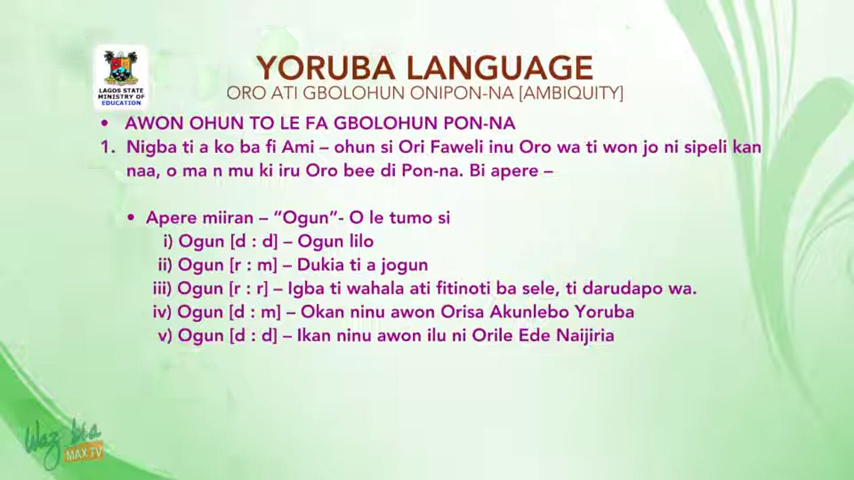 LAGOS STATE
MINISTRY OF
EDUCATION
YORUBA LANGUAGE
ORO ATI GBOLOHUN ONIPON-NA [AMBIQUITY]
• AWON OHUN TO LE FA GBOLOHUN PON-NA
1. Nigba ti a ko ba fi Ami – ohun si Ori Faweli inu Oro wa ti won jo ni sipeli kan
naa, o ma n mu ki iru Oro bee di Pon-na. Bi apere –
• Apere miiran – “Ogun”- O le tumo si
i) Ogun [d : d] – Ogun lilo
ii) Ogun [r : m] – Dukia ti a jogun
iii) Ogun [r : r] – Igba ti wahala ati fitinoti ba sele, ti darudapo wa.
iv) Ogun [d : m] – Okan ninu awon Orisa Akunlebo Yoruba
v) Ogun [d : d] – Ikan ninu awon ilu ni Orile Ede Naijiria
MAX TV